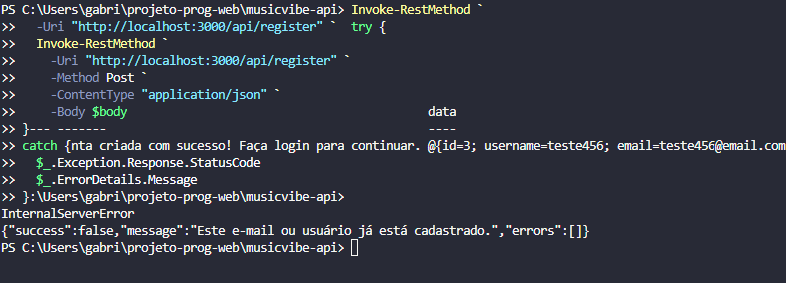 PS C:\Users\gabri\projeto-prog-web\musicvibe-api> Invoke-RestMethod `
>>   -Uri "http://localhost:3000/api/register" `  try {
>>   Invoke-RestMethod `
>>     -Uri "http://localhost:3000/api/register" `
>>     -Method Post `
>>     -ContentType "application/json" `
>>     -Body $body                                       data
>> }--- -------                                          ----
>> catch {nta criada com sucesso! Faça login para continuar. @{id=3; username=teste456; email=teste456@email.com
>>   $_.Exception.Response.StatusCode
>>   $_.ErrorDetails.Message
>> }:\Users\gabri\projeto-prog-web\musicvibe-api>
InternalServerError
{"success":false,"message":"Este e-mail ou usuário já está cadastrado.","errors":[]}
PS C:\Users\gabri\projeto-prog-web\musicvibe-api>